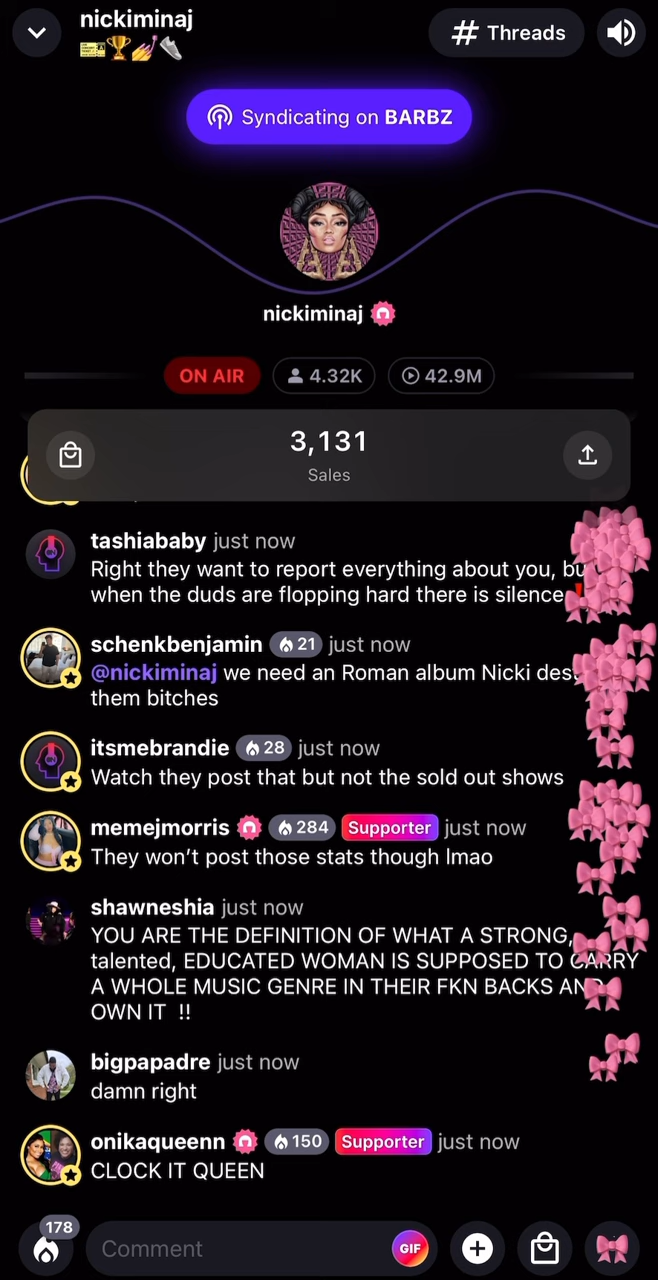 nickiminaj
🎫🏆💅👟
# Threads
Syndicating on BARBZ
nickiminaj
ON AIR
4.32K
42.9M
3,131
Sales
tashiababy just now
Right they want to report everything about you,
when the duds are flopping hard there is silence
schenkbenjamin 21 just now
@nickiminaj we need an Roman album Nicki
them bitches
itsmebrandie 28 just now
Watch they post that but not the sold out shows
memejmorris 284 Supporter just now
They won’t post those stats though lmao
shawneshia just now
YOU ARE THE DEFINITION OF WHAT A STRONG,
talented, EDUCATED WOMAN IS SUPPOSED TO CARRY
A WHOLE MUSIC GENRE IN THEIR FKN BACKS AND
OWN IT !!
bigpapadre just now
damn right
onikaqueenn 150 Supporter just now
CLOCK IT QUEEN
178
Comment
GIF